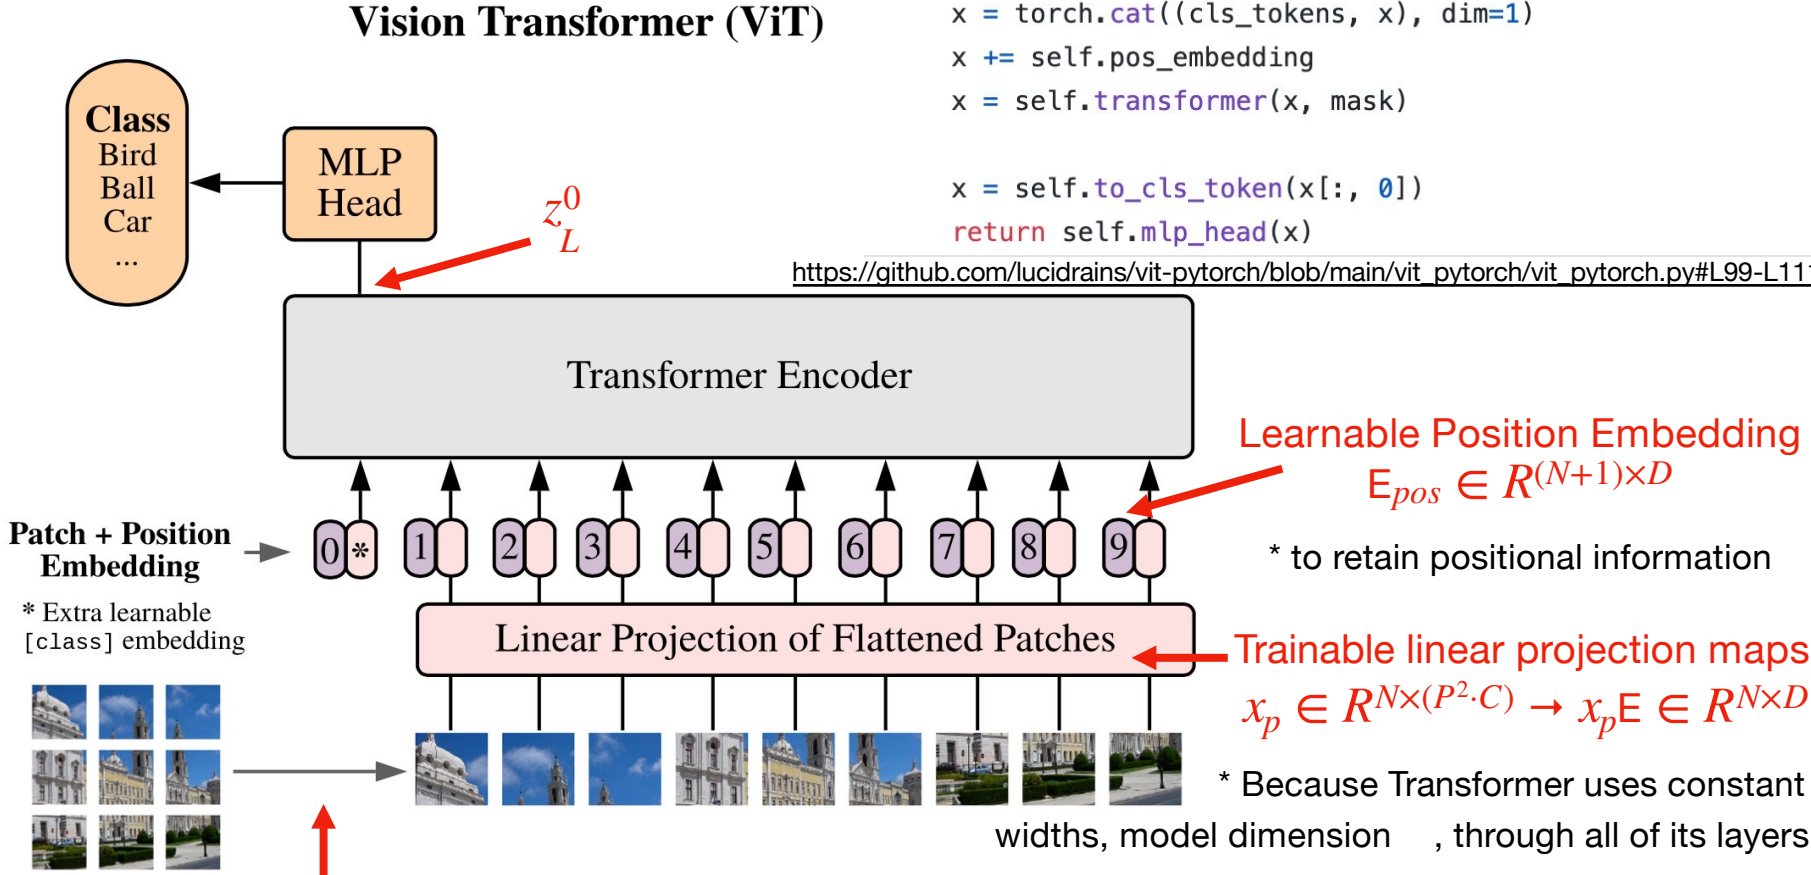 Vision Transformer (ViT)
x = torch.cat((cls_tokens, x), dim=1)
x += self.pos_embedding
x = self.transformer(x, mask)
x = self.to_cls_token(x[:, 0])
return self.mlp_head(x)
https://github.com/lucidrains/vit-pytorch/blob/main/vit_pytorch/vit_pytorch.py#L99-L111
Class
Bird
Ball
Car
...
MLP
Head
z_L^0
Transformer Encoder
Learnable Position Embedding
E_{pos} ∈ R^{(N+1)×D}
* to retain positional information
Patch + Position
Embedding
* Extra learnable
[class] embedding
0 * 1 2 3 4 5 6 7 8 9
Linear Projection of Flattened Patches
Trainable linear projection maps
x_p ∈ R^{N×(P²·C)} → x_pE ∈ R^{N×D}
* Because Transformer uses constant
widths, model dimension , through all of its layers